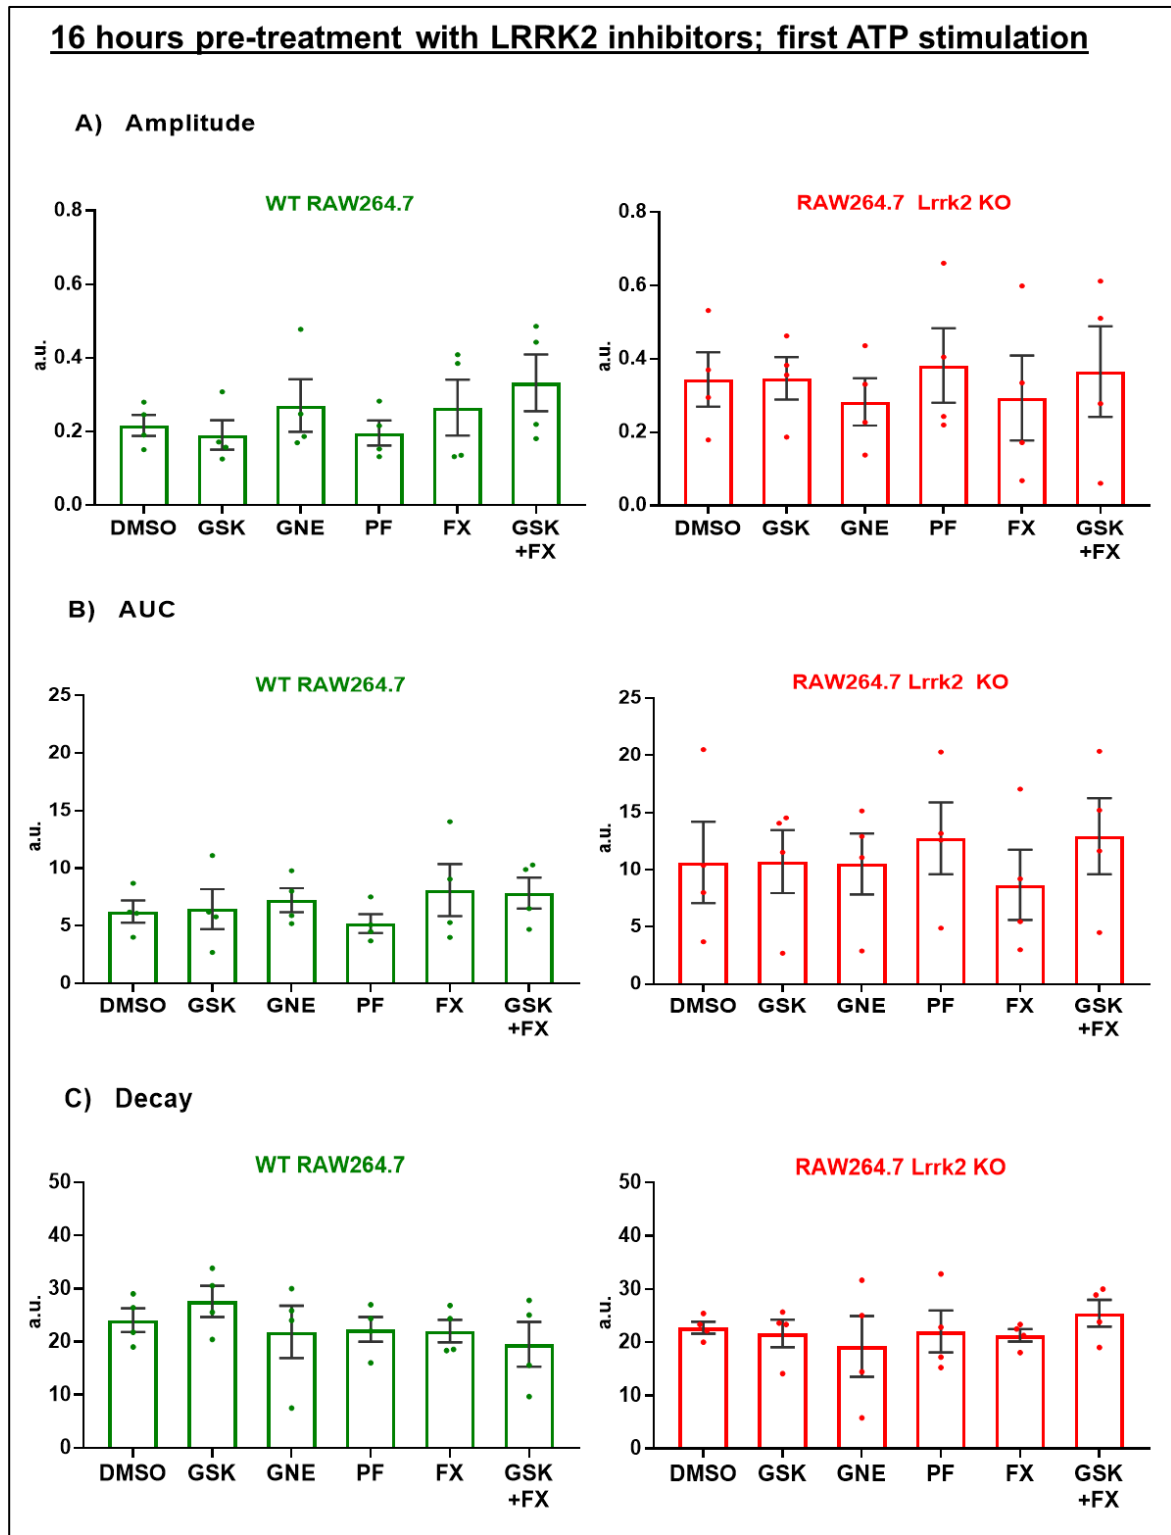 16 hours pre-treatment with LRRK2 inhibitors; first ATP stimulation
A) Amplitude
WT RAW264.7
0.8
0.6
0.4
0.2
0.0
a.u.
DMSO GSK GNE PF FX GSK
+FX
RAW264.7 Lrrk2 KO
0.8
0.6
0.4
0.2
0.0
a.u.
DMSO GSK GNE PF FX GSK
+FX
B) AUC
WT RAW264.7
25
20
15
10
5
0
a.u.
DMSO GSK GNE PF FX GSK
+FX
RAW264.7 Lrrk2 KO
25
20
15
10
5
0
a.u.
DMSO GSK GNE PF FX GSK
+FX
C) Decay
WT RAW264.7
50
40
30
20
10
0
a.u.
DMSO GSK GNE PF FX GSK
+FX
RAW264.7 Lrrk2 KO
50
40
30
20
10
0
a.u.
DMSO GSK GNE PF FX GSK
+FX